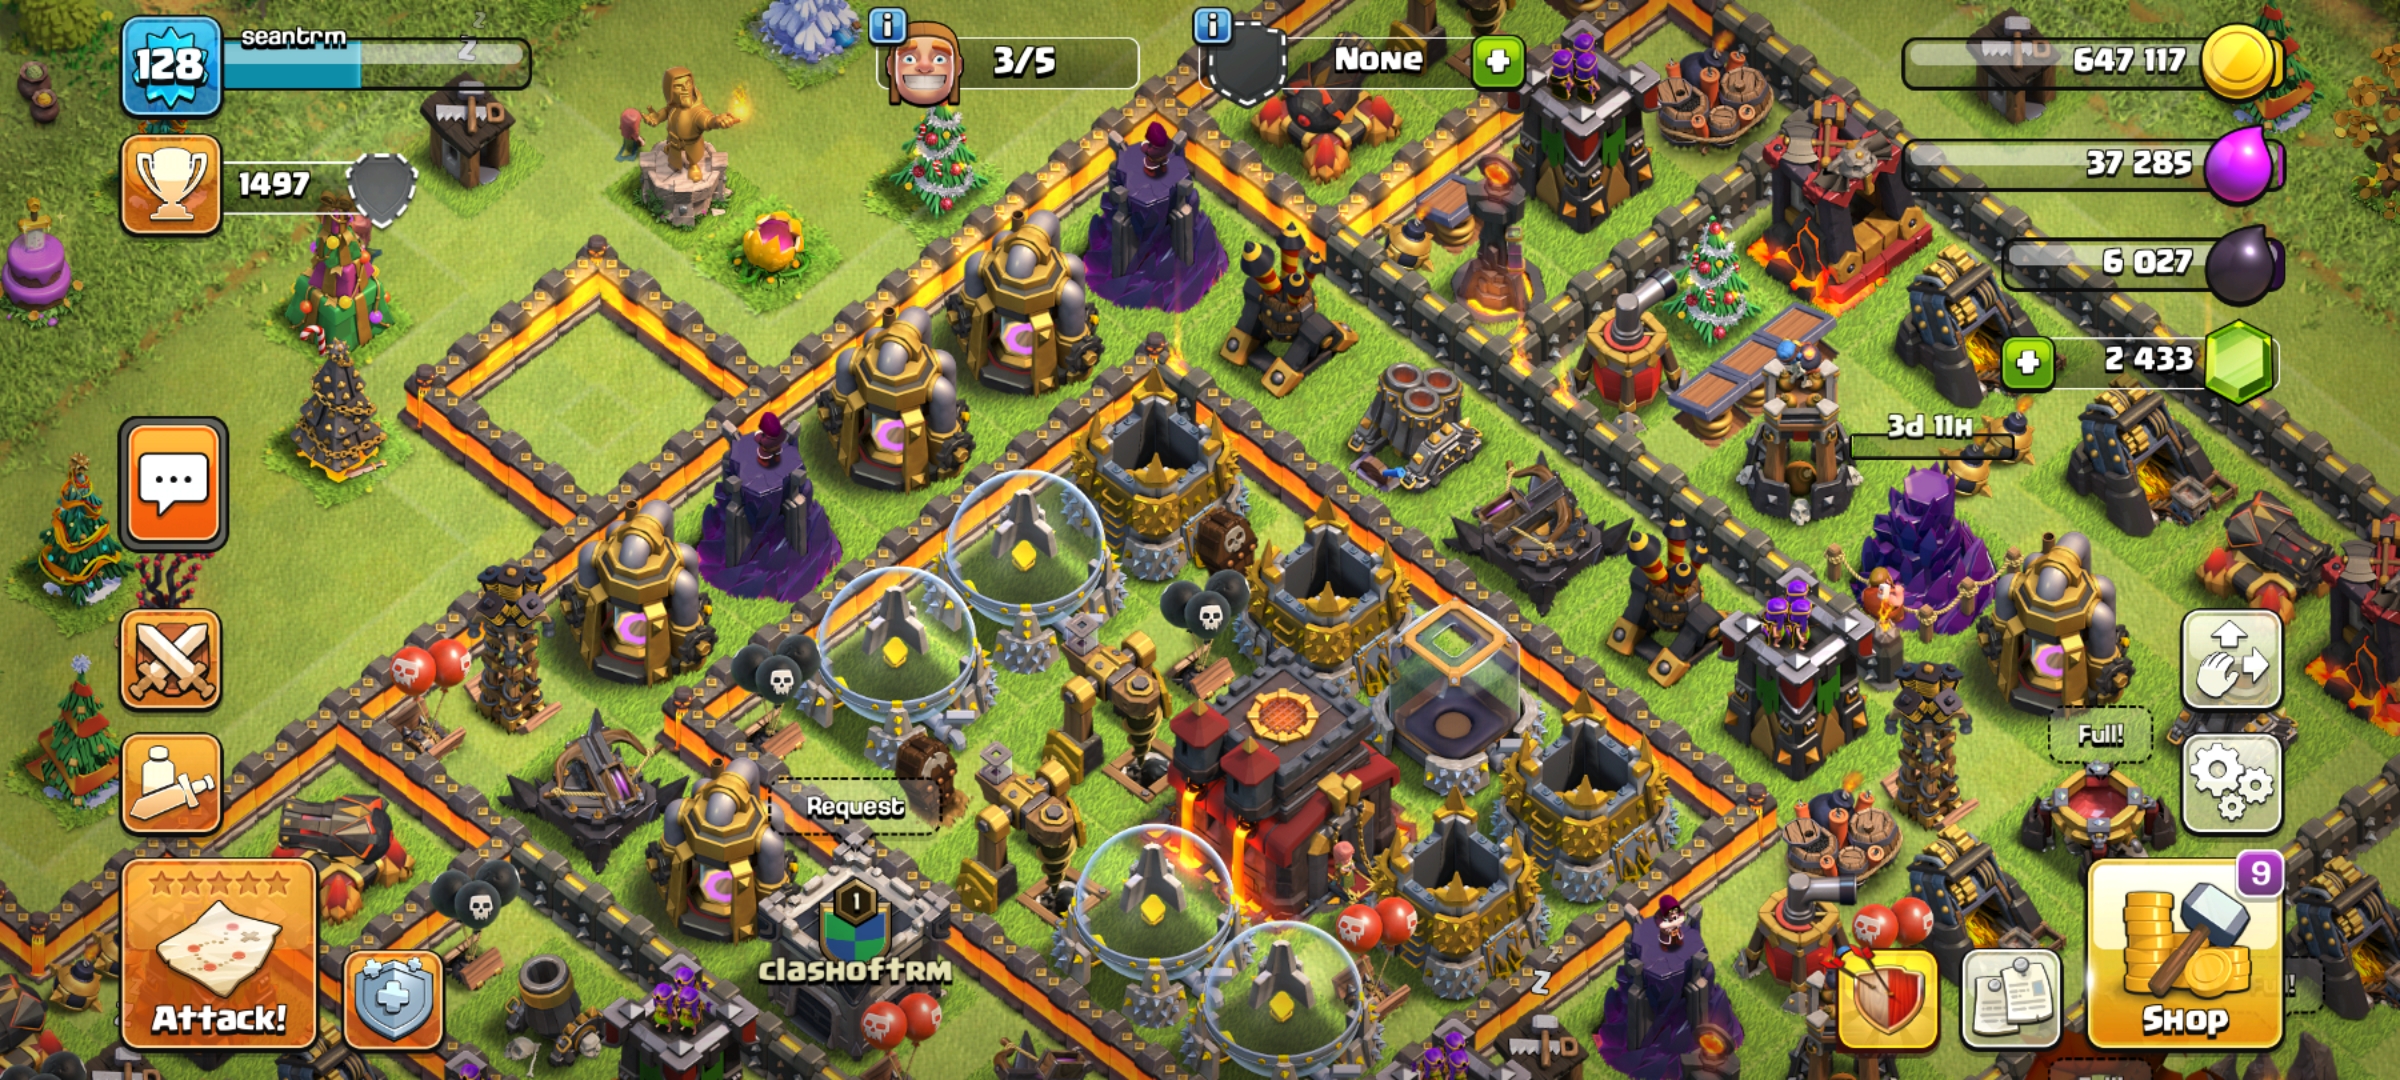 128
seantrm
3/5
None
647 117
1497
37 285
6 027
2 433
3d 11H
Full!
Request
1
clashoftrm
9
Attack!
Shop